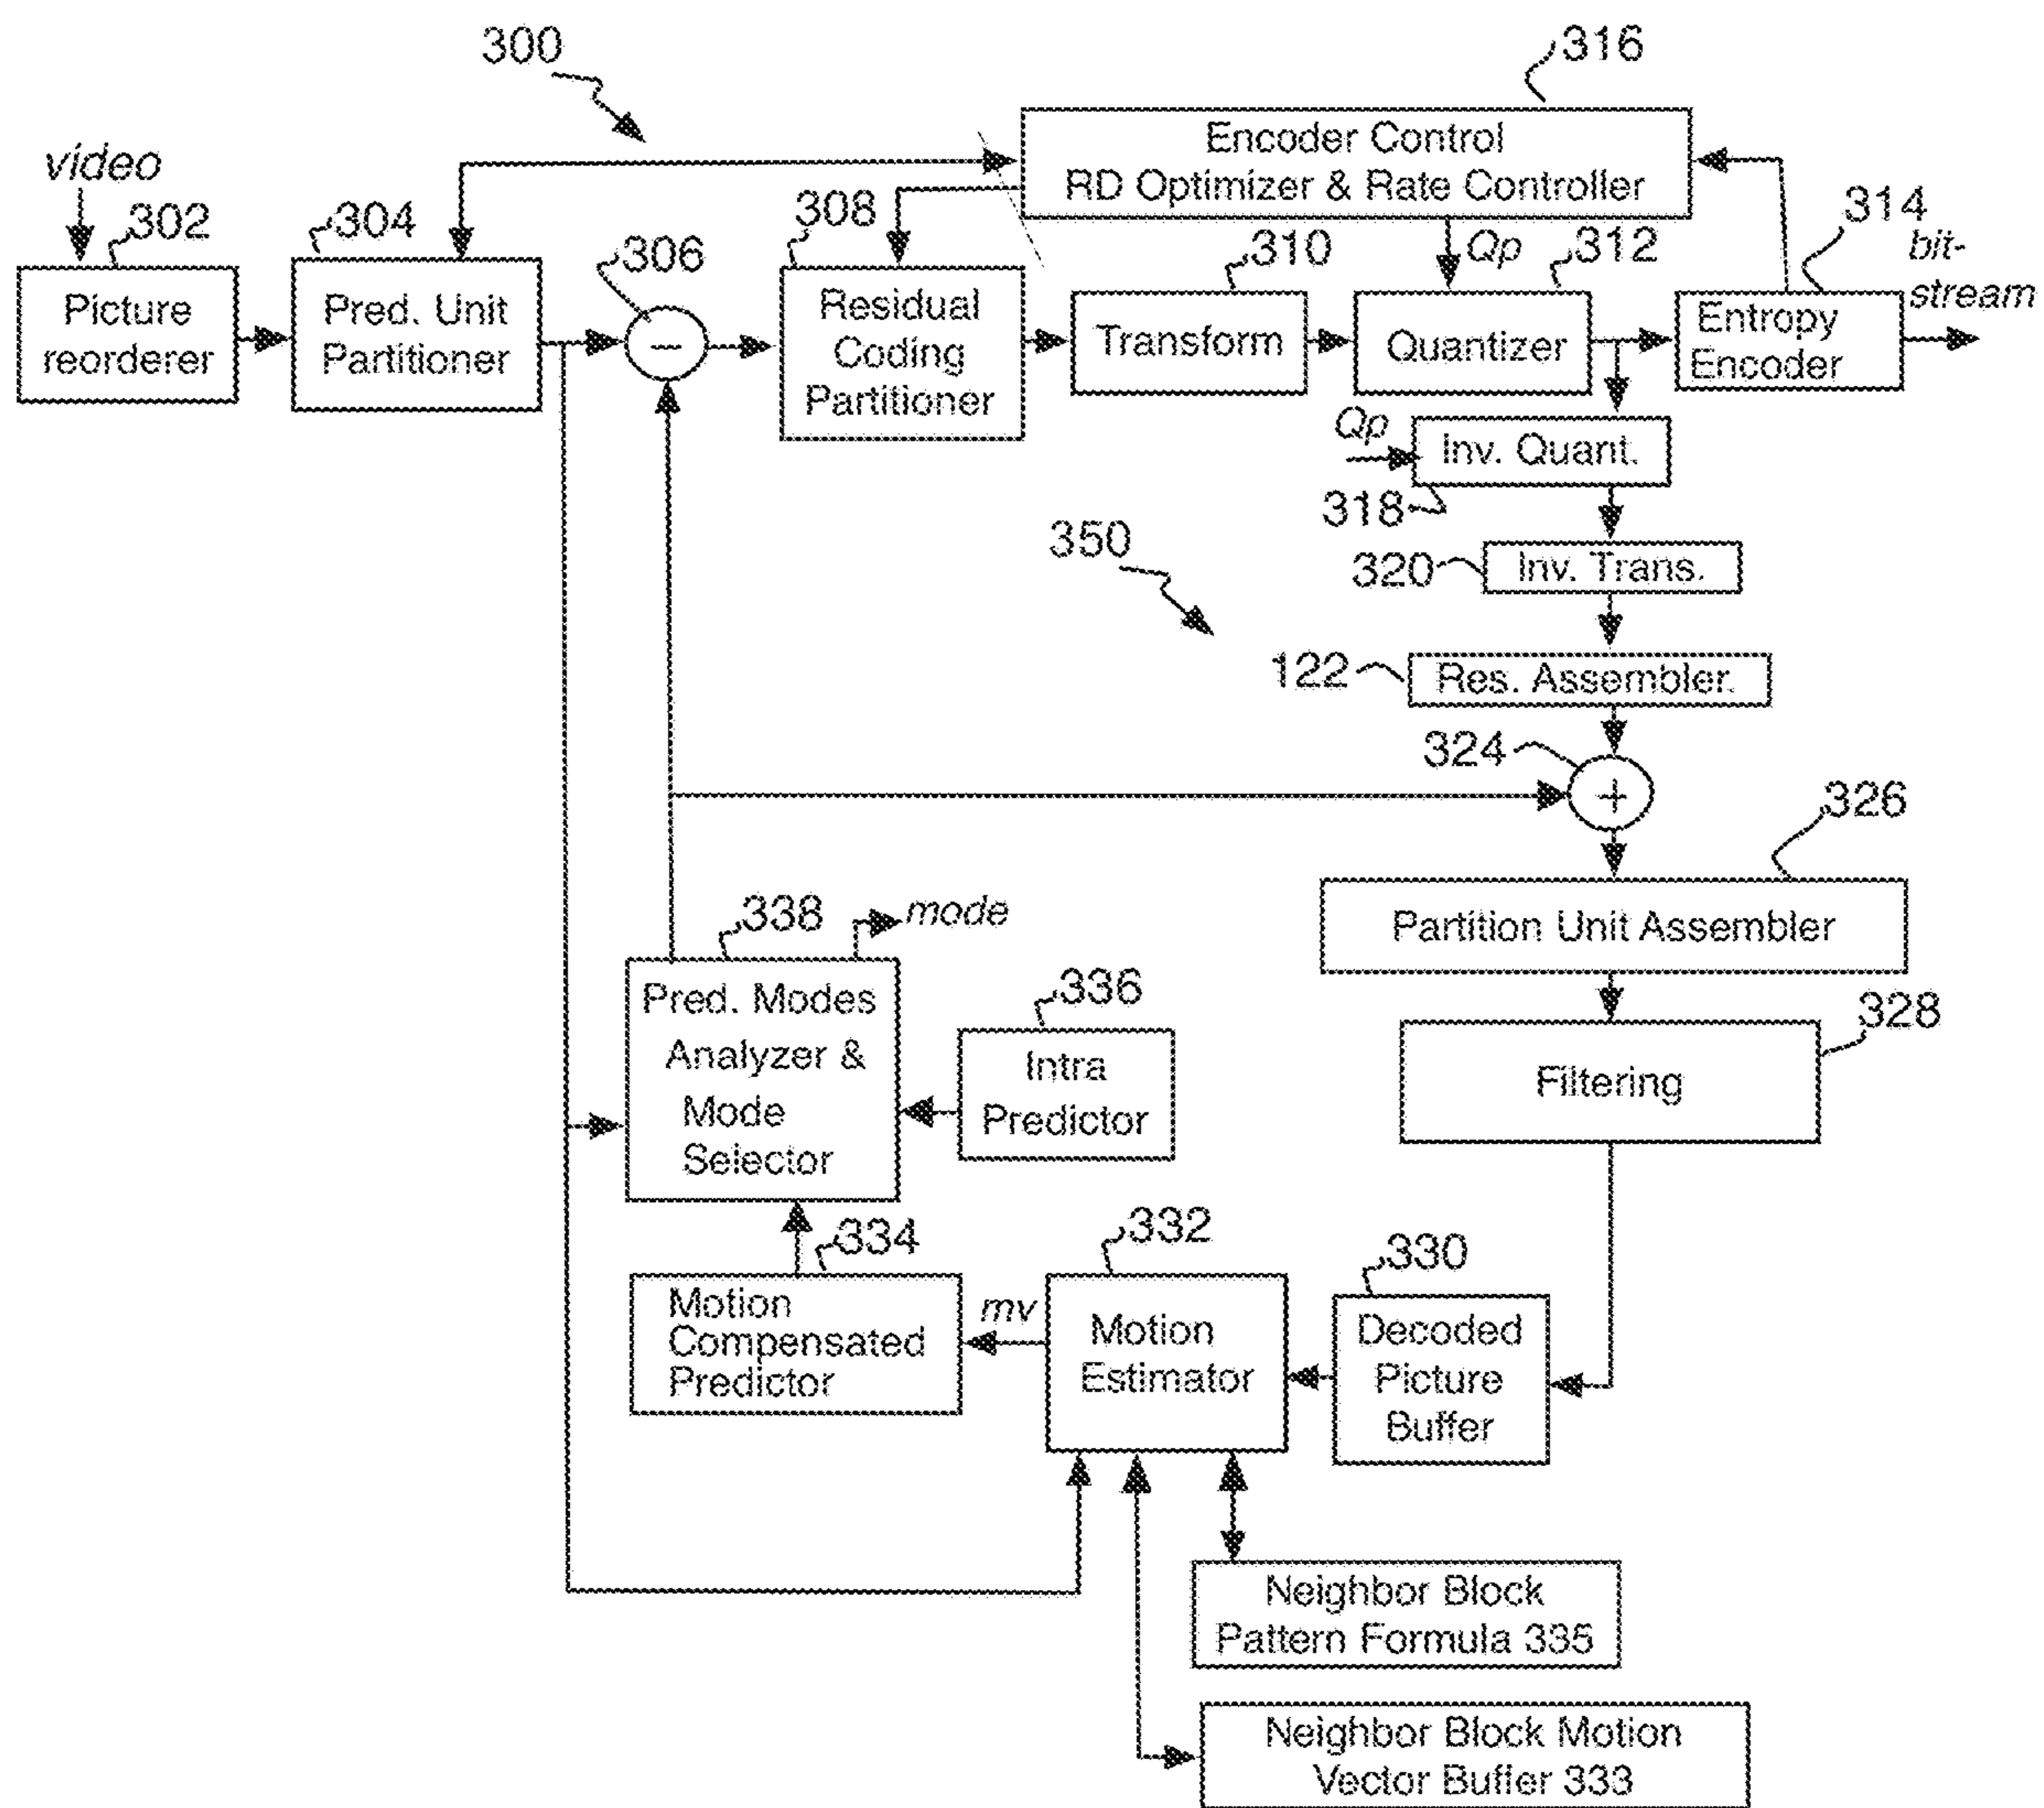 300
316
video
302
304
306
308
Encoder Control
RD Optimizer & Rate Controller
310
Qp
312
314
bit-
stream
Picture
reorderer
Pred. Unit
Partitioner
−
Residual
Coding
Partitioner
Transform
Quantizer
Entropy
Encoder
Qp
Inv. Quant.
318
350
320
Inv. Trans.
122
Res. Assembler.
324
+
326
Partition Unit Assembler
338
mode
Pred. Modes
Analyzer &
Mode
Selector
336
Intra
Predictor
328
Filtering
334
Motion
Compensated
Predictor
mv
332
Motion
Estimator
330
Decoded
Picture
Buffer
Neighbor Block
Pattern Formula 335
Neighbor Block Motion
Vector Buffer 333